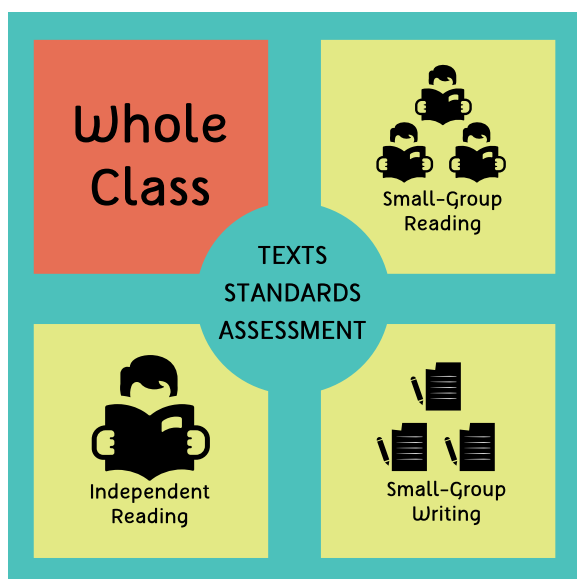 Whole
Class
Small-Group
Reading
TEXTS
STANDARDS
ASSESSMENT
Independent
Reading
Small-Group
Writing